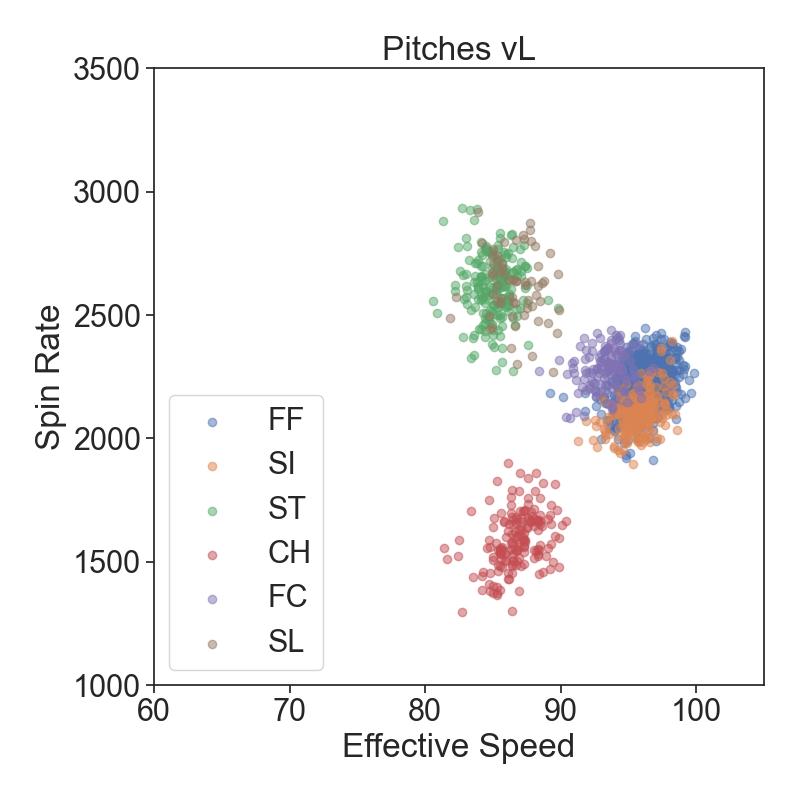 Pitches vL
3500
3000
2500
2000
1500
1000
Spin Rate
FF
SI
ST
CH
FC
SL
60 70 80 90 100
Effective Speed